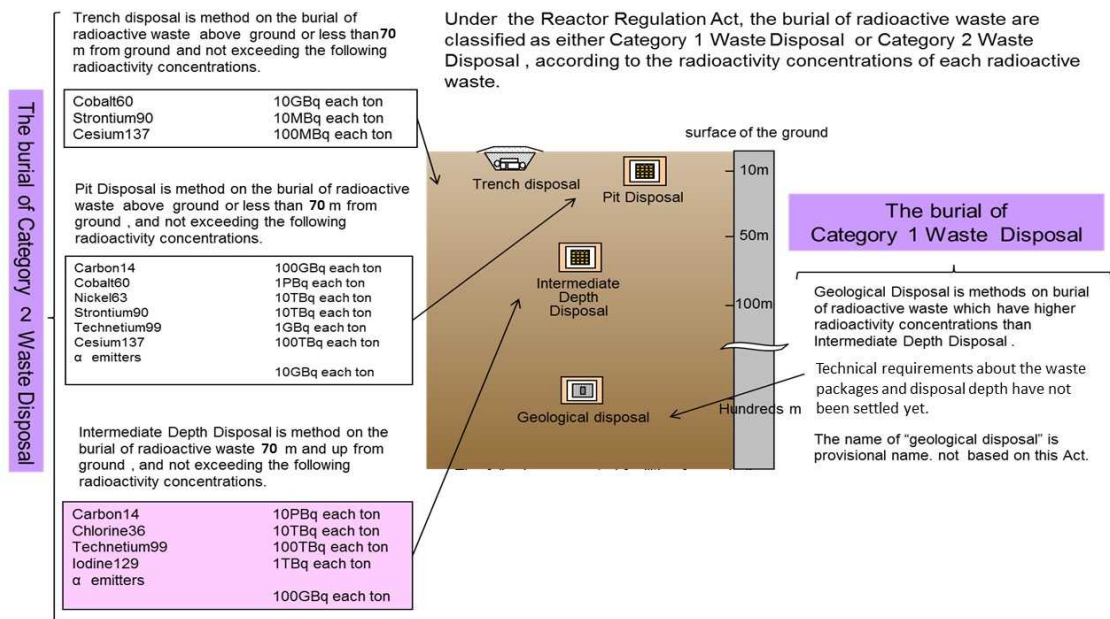 Trench disposal is method on the burial of
radioactive waste above ground or less than 70
m from ground and not exceeding the following
radioactivity concentrations.
Cobalt60 10GBq each ton
Strontium90 10MBq each ton
Cesium137 100MBq each ton
Pit Disposal is method on the burial of radioactive
waste above ground or less than 70 m from
ground , and not exceeding the following
radioactivity concentrations.
Carbon14 100GBq each ton
Cobalt60 1PBq each ton
Nickel63 10TBq each ton
Strontium90 10TBq each ton
Technetium99 1GBq each ton
Cesium137 100TBq each ton
α emitters
10GBq each ton
Intermediate Depth Disposal is method on the
burial of radioactive waste 70 m and up from
ground , and not exceeding the following
radioactivity concentrations.
Carbon14 10PBq each ton
Chlorine36 10TBq each ton
Technetium99 100TBq each ton
Iodine129 1TBq each ton
α emitters
100GBq each ton
The burial of Category 2 Waste Disposal
Under the Reactor Regulation Act, the burial of radioactive waste are
classified as either Category 1 Waste Disposal or Category 2 Waste
Disposal , according to the radioactivity concentrations of each radioactive
waste.
surface of the ground
Trench disposal
Pit Disposal
Intermediate
Depth
Disposal
Geological disposal
10m
50m
100m
Hundreds m
The burial of
Category 1 Waste Disposal
Geological Disposal is methods on burial
of radioactive waste which have higher
radioactivity concentrations than
Intermediate Depth Disposal .
Technical requirements about the waste
packages and disposal depth have not
been settled yet.
The name of “geological disposal” is
provisional name. not based on this Act.